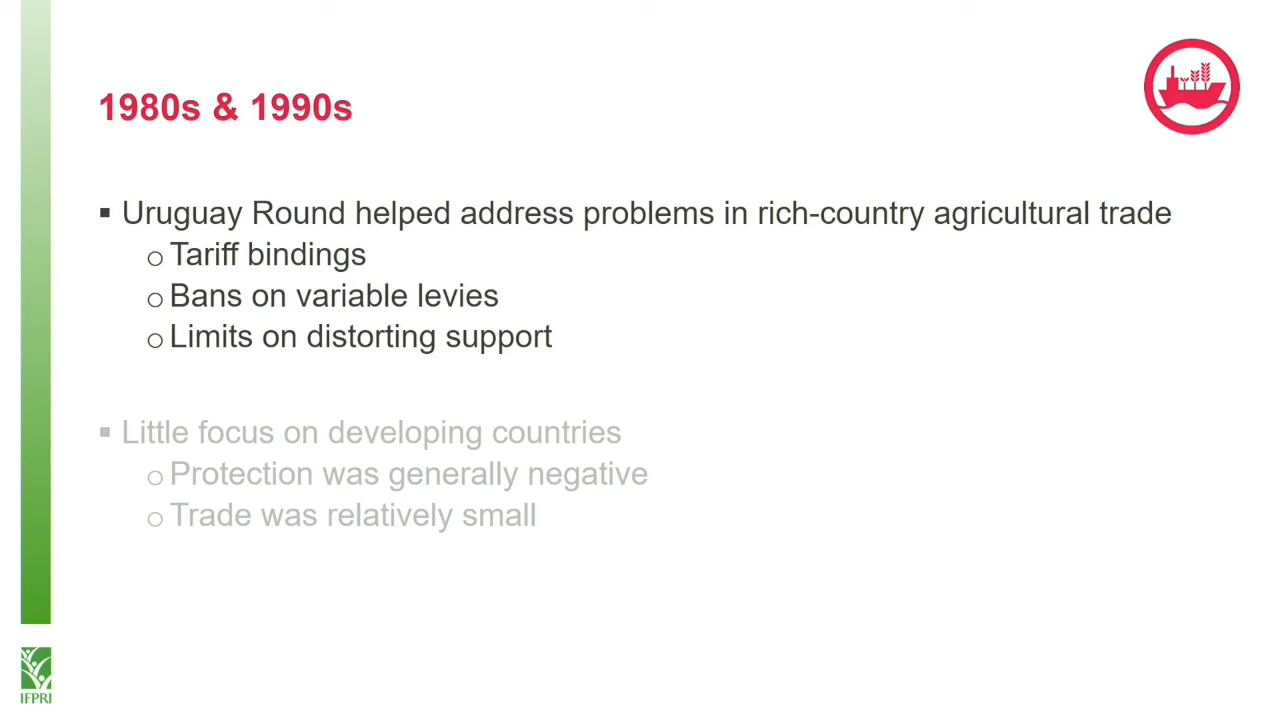 1980s & 1990s
▪ Uruguay Round helped address problems in rich-country agricultural trade
o Tariff bindings
o Bans on variable levies
o Limits on distorting support
▪ Little focus on developing countries
o Protection was generally negative
o Trade was relatively small
IFPRI